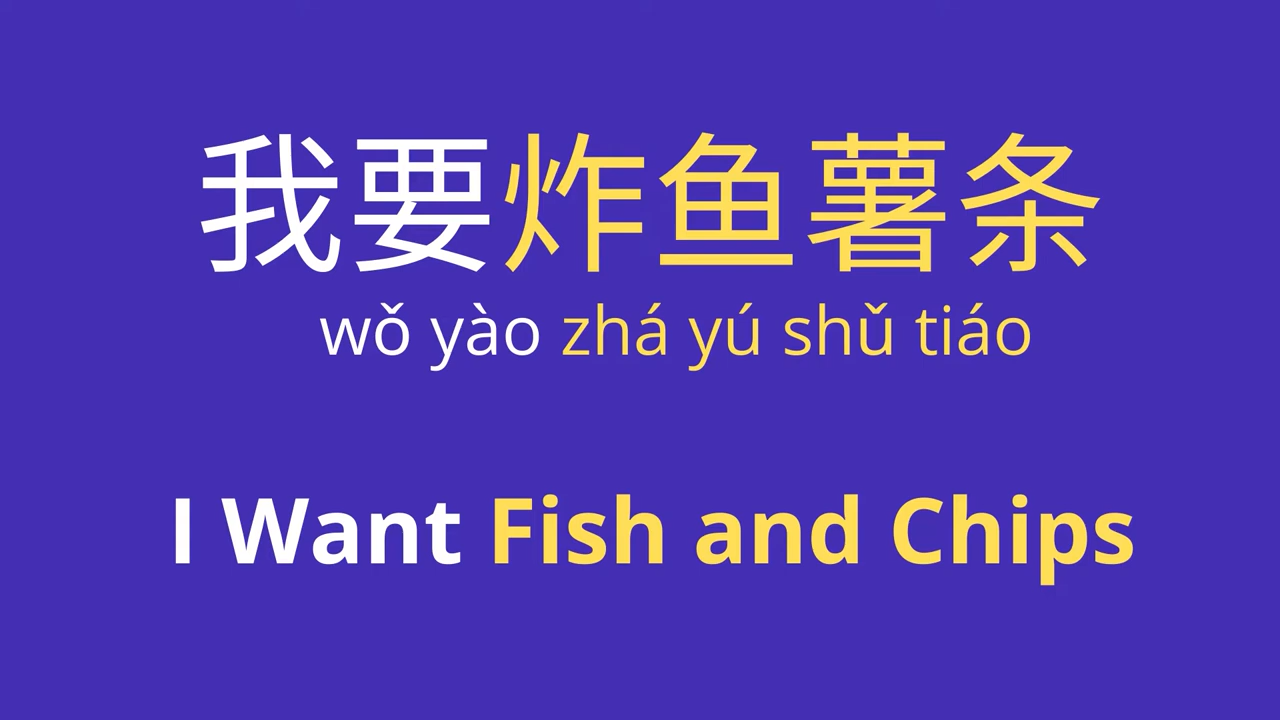 我要炸鱼薯条
wǒ yào zhá yú shǔ tiáo
I Want Fish and Chips